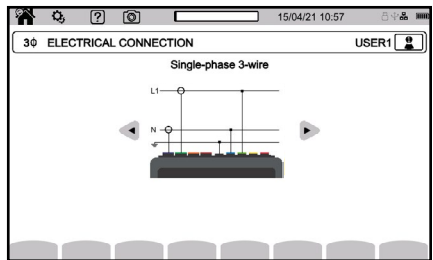 ? 15/04/21 10:57
3Φ ELECTRICAL CONNECTION USER1
Single-phase 3-wire
L1
N